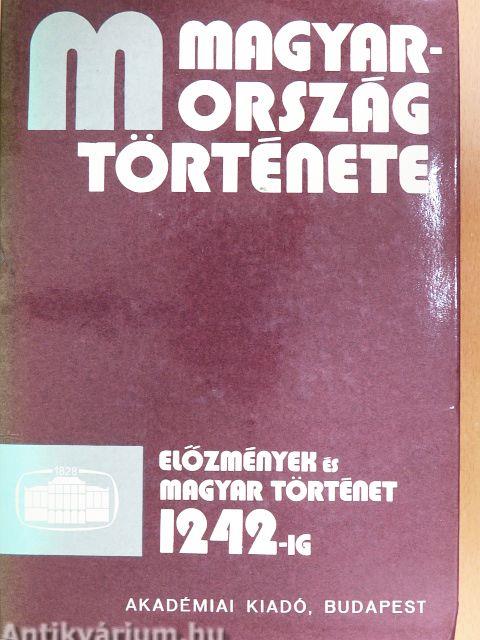 M MAGYAR-
ORSZÁG
TÖRTÉNETE
1828
ELŐZMÉNYEK és
MAGYAR TÖRTÉNET
1242-IG
AKADÉMIAI KIADÓ, BUDAPEST
Antikvárium.hu